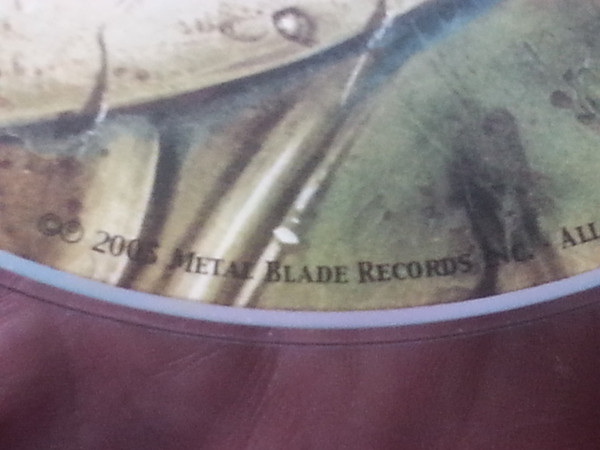 ©℗ 2005 METAL BLADE RECORDS INC. - ALL